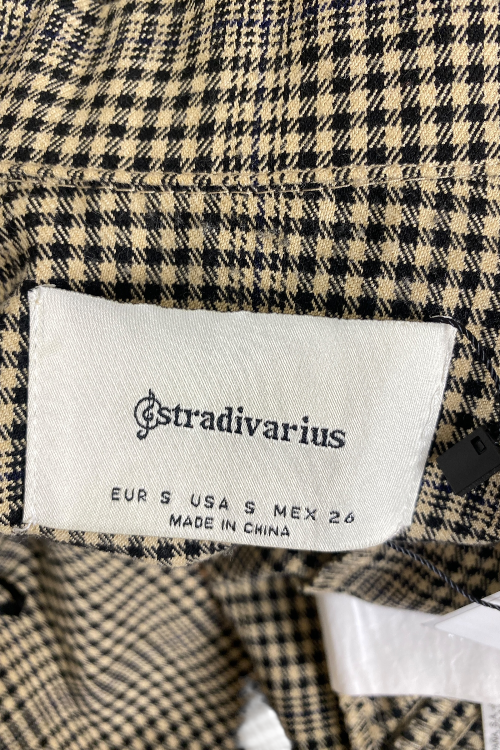 stradivarius
EUR S USA S MEX 26
MADE IN CHINA